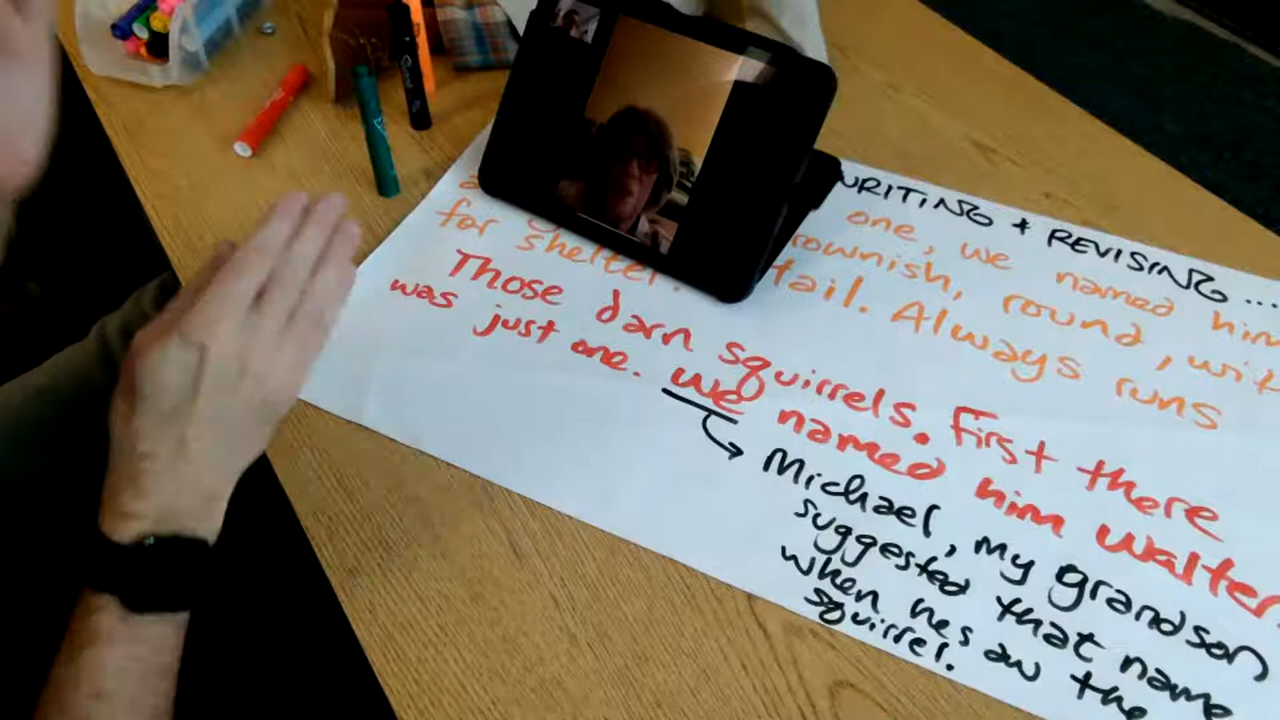 WRITING + REVISING ...
one, we named him
for shelter. rownish, round, wit
tail. Always runs
Those darn squirrels. First there
was just one. we named him Walter.
Michael, my grandson
suggested that name
when he saw the
squirrel.